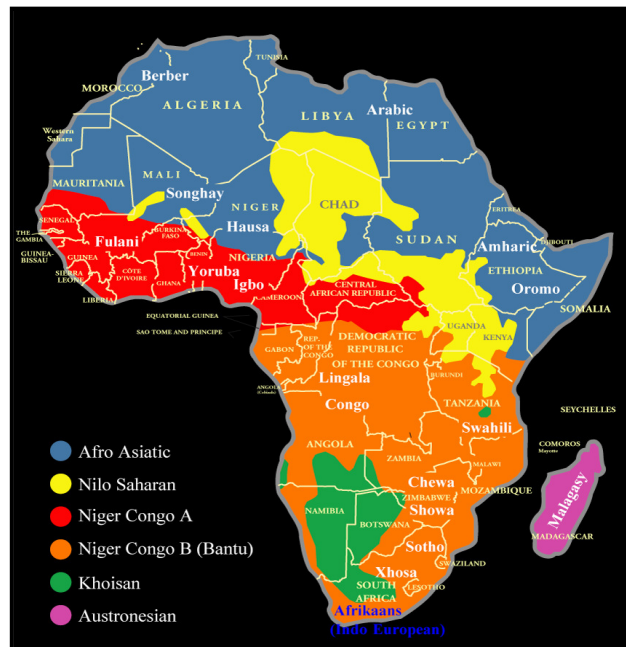 TUNISIA
Berber
MOROCCO
ALGERIA
LIBYA
Arabic
EGYPT
Western
Sahara
MALI
MAURITANIA
Songhay
NIGER
CHAD
SENEGAL
Hausa
SUDAN
ERITREA
THE
GAMBIA
Fulani
BURKINA
FASO
Amharic
DJIBOUTI
GUINEA-
BISSAU
GUINEA
BENIN
NIGERIA
ETHIOPIA
SIERRA
LEONE
CÔTE
D'IVOIRE
GHANA
Yoruba
Igbo
CENTRAL
AFRICAN REPUBLIC
Oromo
LIBERIA
CAMEROON
SOMALIA
EQUATORIAL GUINEA
SAO TOME AND PRINCIPE
UGANDA
KENYA
GABON
REP.
OF THE
CONGO
DEMOCRATIC
REPUBLIC
OF THE CONGO
Lingala
BURUNDI
ANGOLA
(Cabinda)
Congo
TANZANIA
SEYCHELLES
Swahili
ANGOLA
COMOROS
Mayotte
ZAMBIA
MALAWI
Chewa
MOZAMBIQUE
ZIMBABWE
Malagasy
NAMIBIA
Showa
BOTSWANA
MADAGASCAR
Sotho
SWAZILAND
Xhosa
LESOTHO
SOUTH
AFRICA
Afrikaans
(Indo European)
Afro Asiatic
Nilo Saharan
Niger Congo A
Niger Congo B (Bantu)
Khoisan
Austronesian